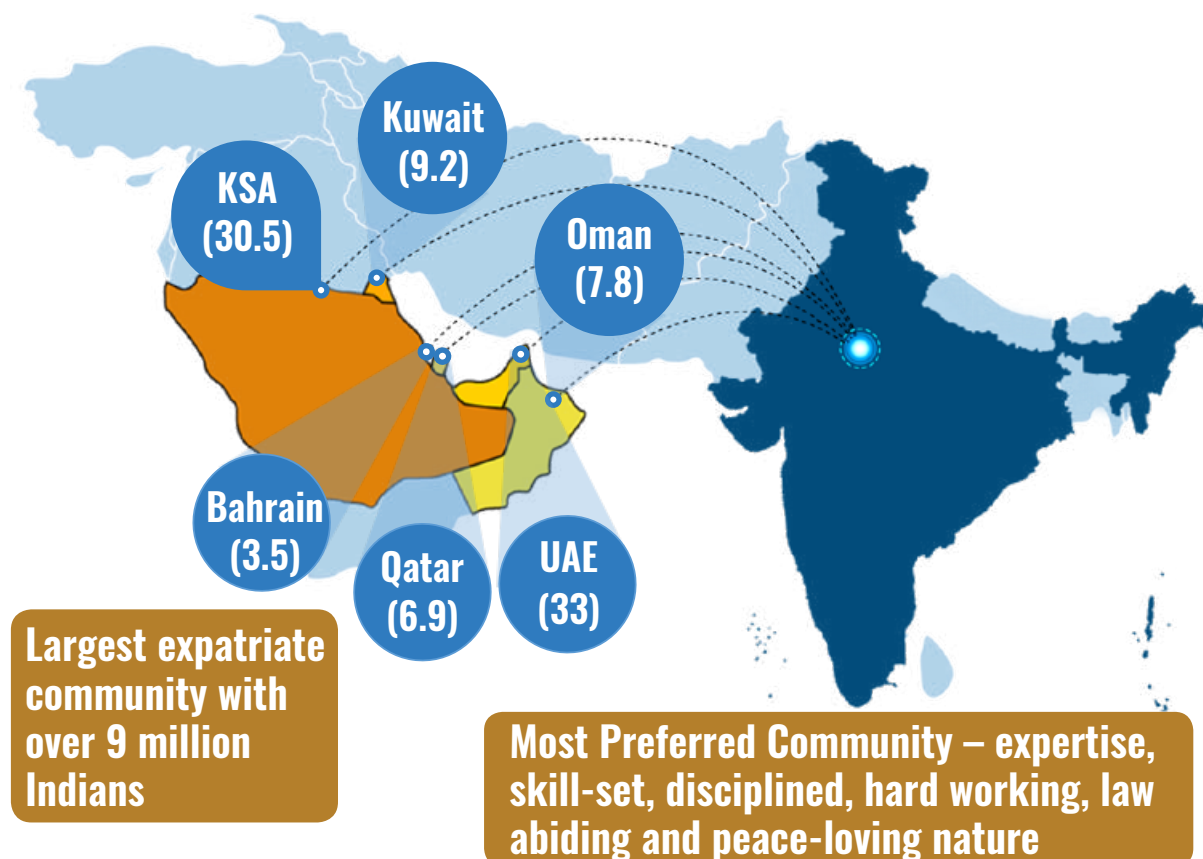 Kuwait
(9.2)
KSA
(30.5)
Oman
(7.8)
Bahrain
(3.5)
Qatar
(6.9)
UAE
(33)
Largest expatriate
community with
over 9 million
Indians
Most Preferred Community – expertise,
skill-set, disciplined, hard working, law
abiding and peace-loving nature